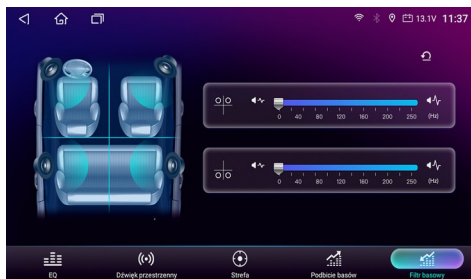 13.1V 11:37
0 40 80 120 160 200 250 (Hz)
0 40 80 120 160 200 250 (Hz)
EQ Dźwięk przestrzenny Strefa Podbicie basów Filtr basowy